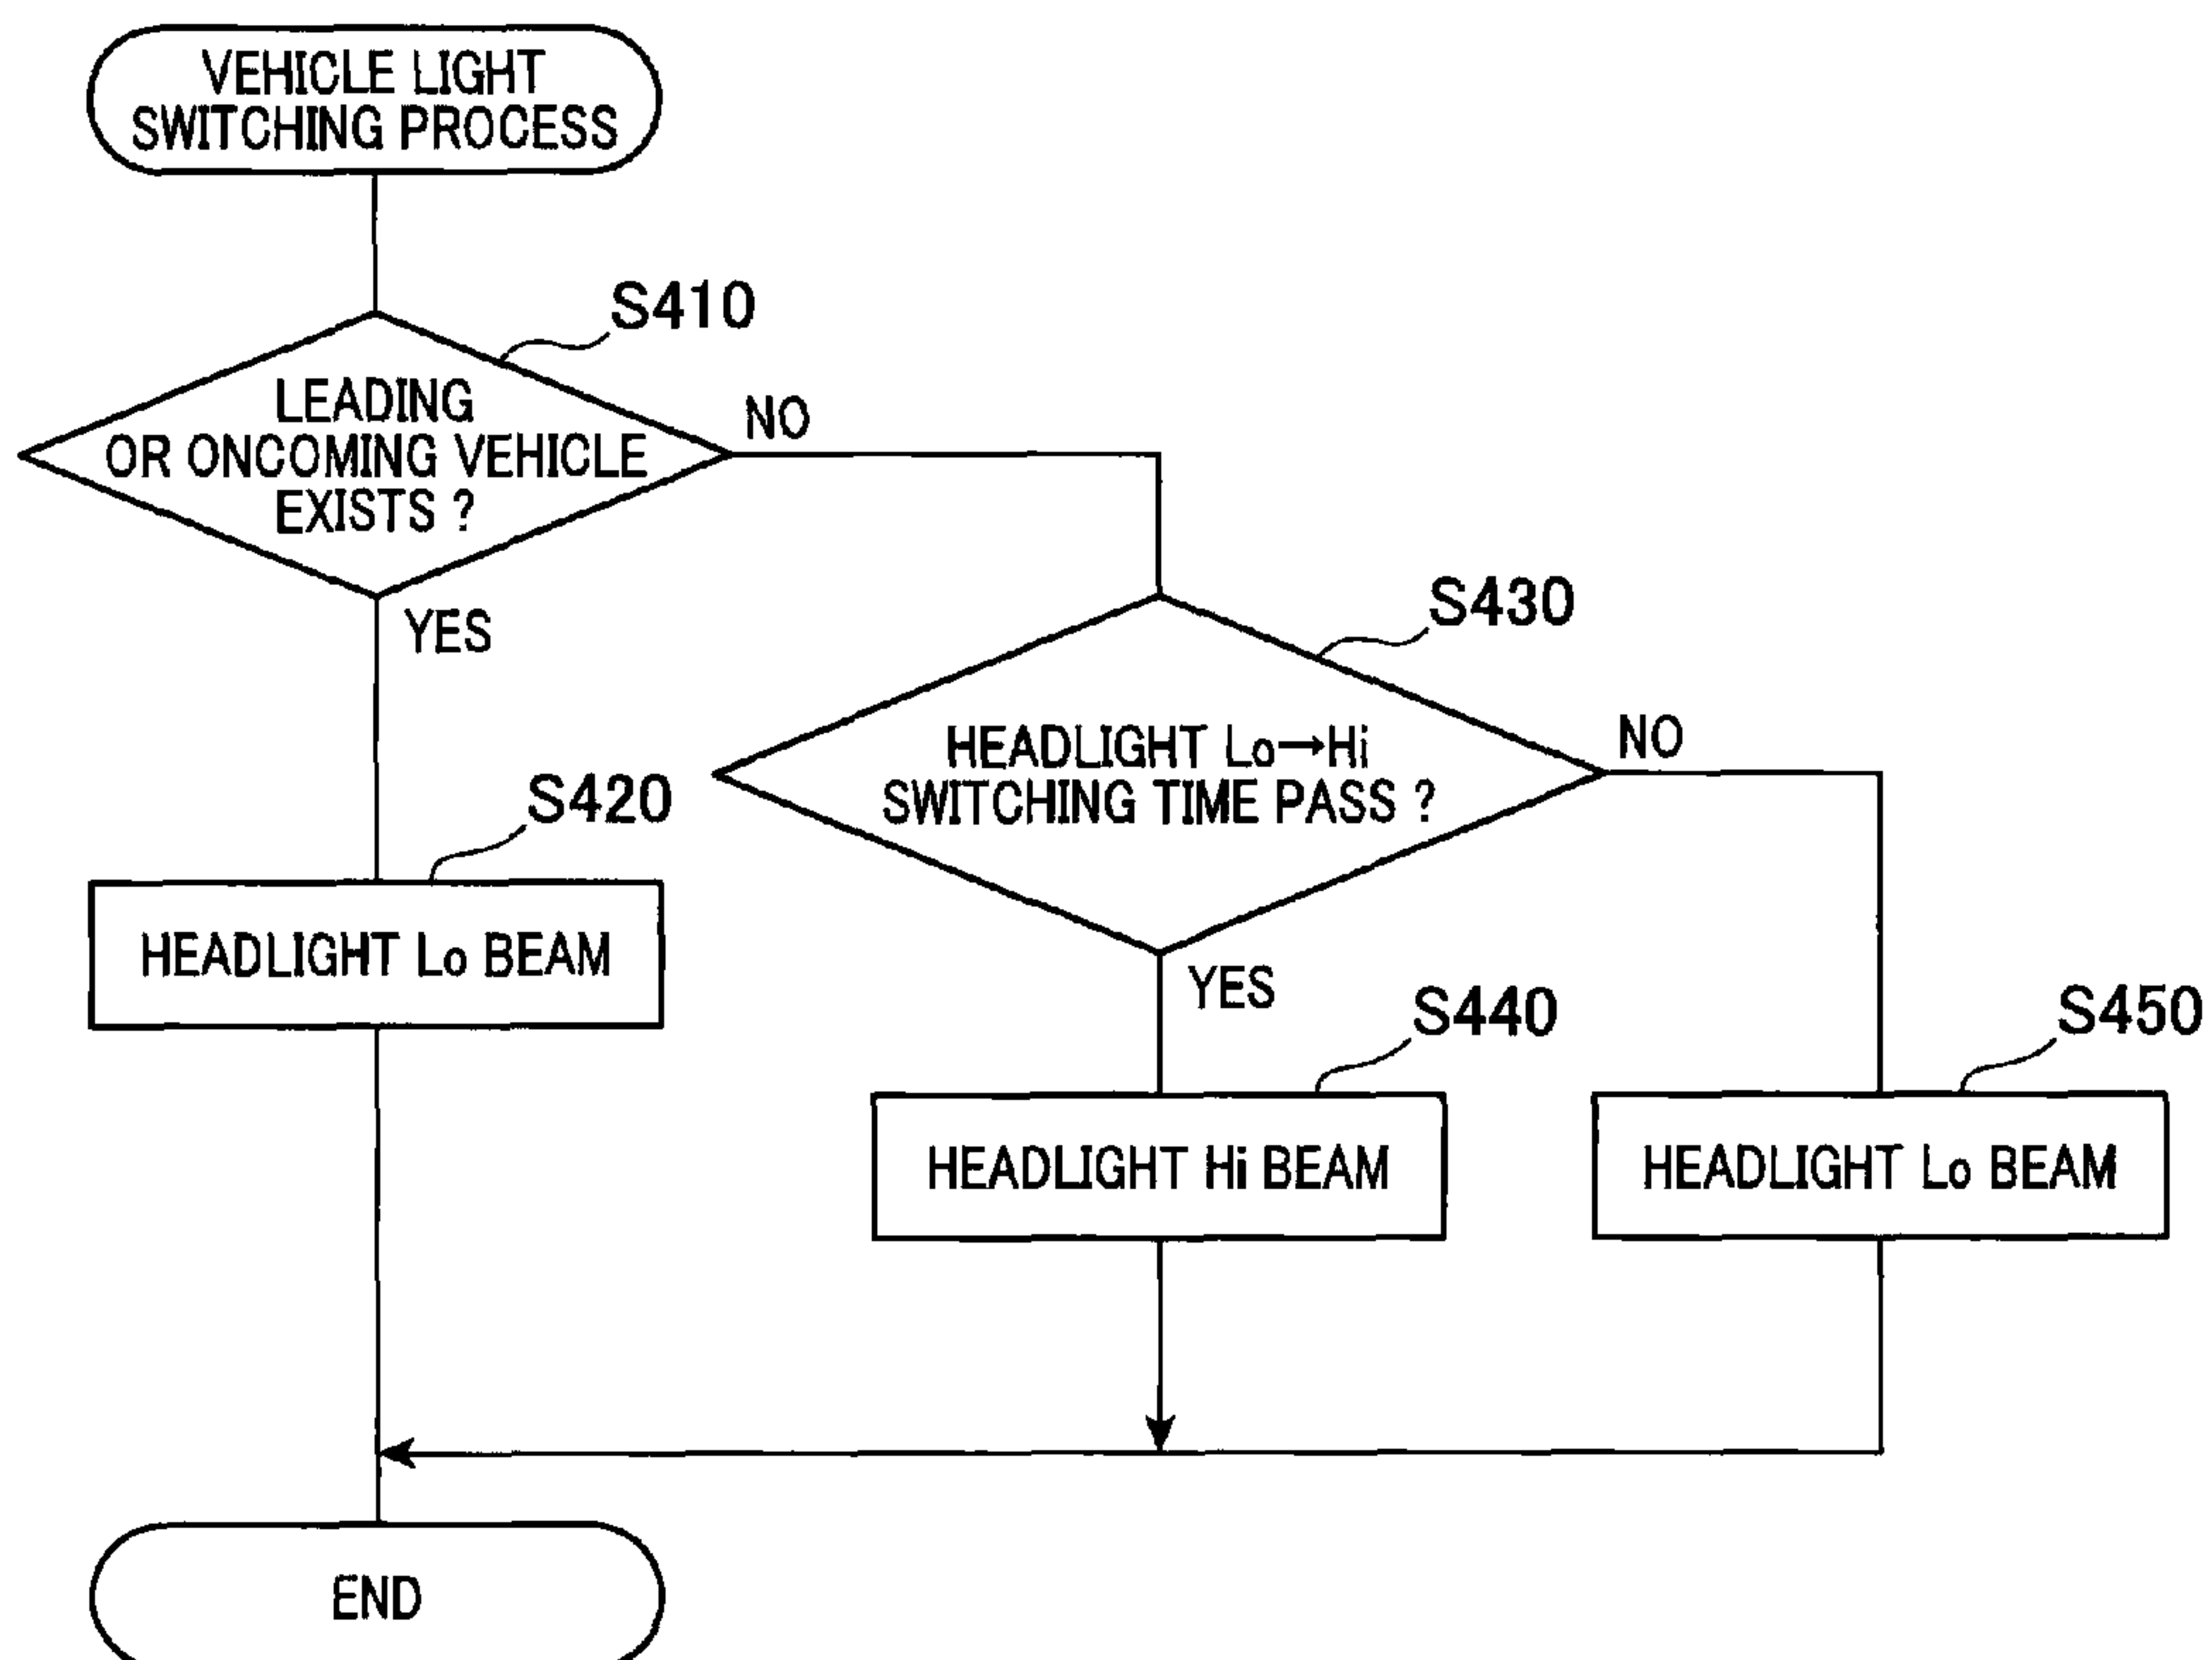 VEHICLE LIGHT
SWITCHING PROCESS
S410
LEADING
OR ONCOMING VEHICLE
EXISTS ?
NO
YES
S430
HEADLIGHT Lo→Hi
SWITCHING TIME PASS ?
NO
YES
S420
HEADLIGHT Lo BEAM
S440
HEADLIGHT Hi BEAM
S450
HEADLIGHT Lo BEAM
END